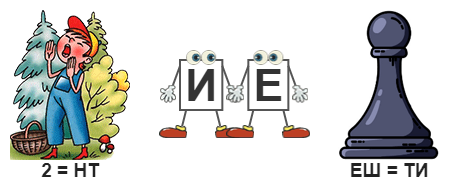 И Е
2 = НТ
ЕШ = ТИ